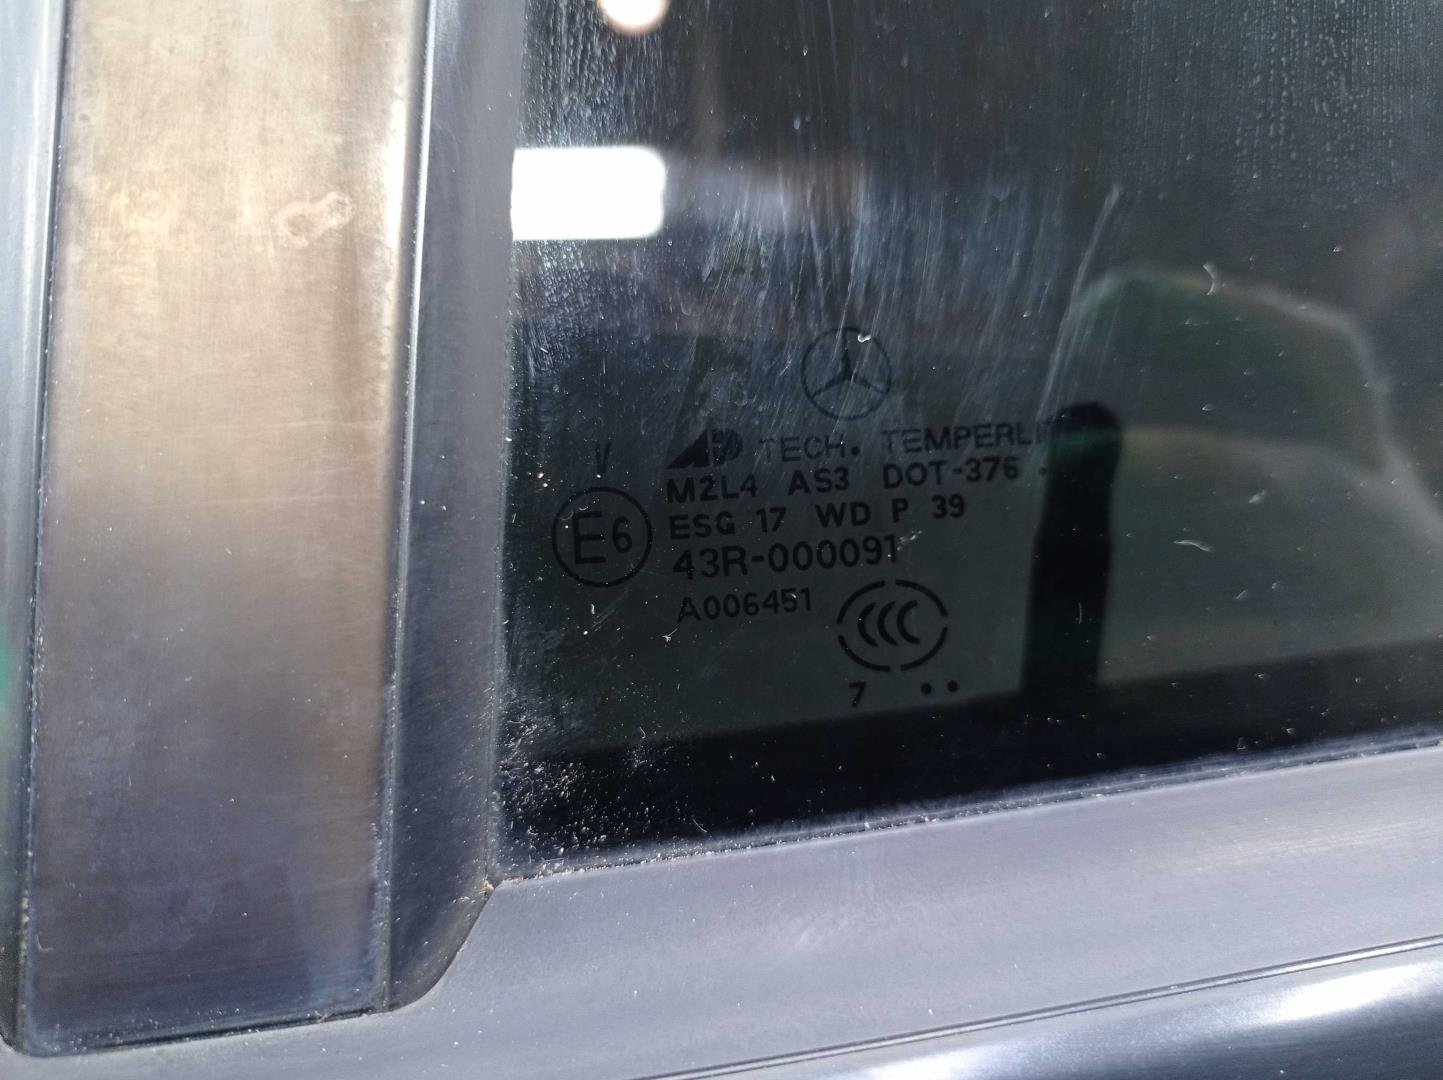 V
TECH. TEMPERLI
M2L4 AS3 DOT-376
E6
ESG 17 WD P 39
43R-000091
A006451
CCC
7 ..